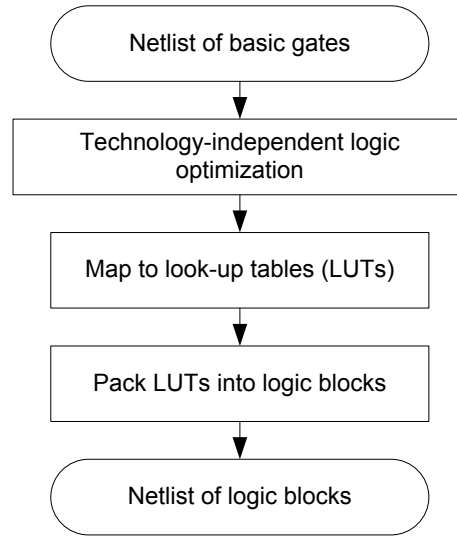 Netlist of basic gates
Technology-independent logic
optimization
Map to look-up tables (LUTs)
Pack LUTs into logic blocks
Netlist of logic blocks